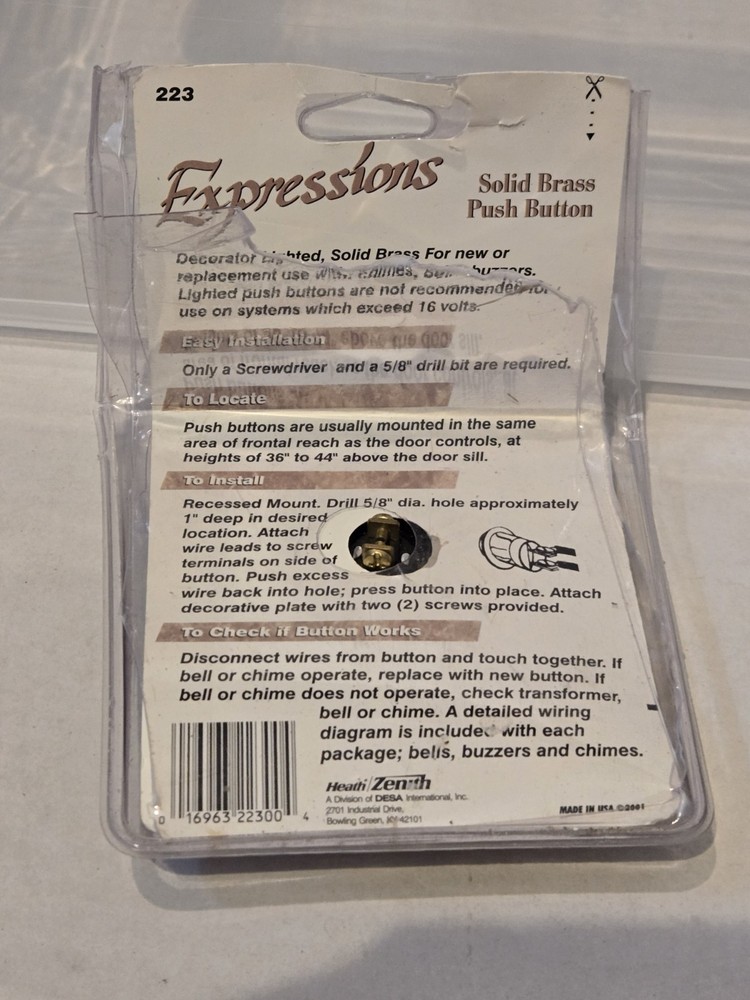 223
Expressions
Solid Brass
Push Button
Decorator Lighted, Solid Brass For new or
replacement use with chimes, bells buzzers.
Lighted push buttons are not recommended for
use on systems which exceed 16 volts.
Easy Installation
Only a Screwdriver and a 5/8" drill bit are required.
To Locate
Push buttons are usually mounted in the same
area of frontal reach as the door controls, at
heights of 36" to 44" above the door sill.
To Install
Recessed Mount. Drill 5/8" dia. hole approximately
1" deep in desired
location. Attach
wire leads to screw
terminals on side of
button. Push excess
wire back into hole; press button into place. Attach
decorative plate with two (2) screws provided.
To Check if Button Works
Disconnect wires from button and touch together. If
bell or chime operate, replace with new button. If
bell or chime does not operate, check transformer,
bell or chime. A detailed wiring
diagram is included with each
package; bells, buzzers and chimes.
Heath/Zenith
A Division of DESA International, Inc.
2701 Industrial Drive,
Bowling Green, KY 42101
MADE IN USA ©2001
0 16963 22300 4